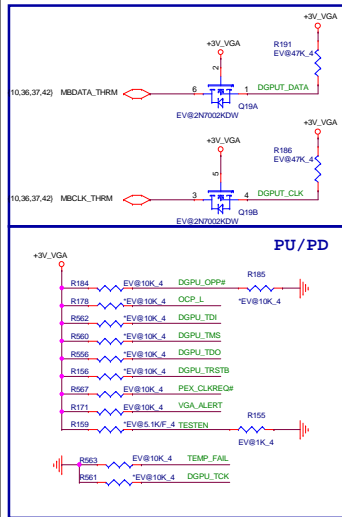 +3V_VGA
+3V_VGA
R191
EV@47K_4
2
10,36,37,42) MBDATA_THRM 6 1 DGPUT_DATA
Q19A
EV@2N7002KDW
+3V_VGA
+3V_VGA
R186
EV@47K_4
5
10,36,37,42) MBCLK_THRM 3 4 DGPUT_CLK
Q19B
EV@2N7002KDW
PU/PD
+3V_VGA
R184 EV@10K_4 DGPU_OPP# R185
*EV@10K_4
R178 *EV@10K_4 OCP_L
R562 *EV@10K_4 DGPU_TDI
R560 *EV@10K_4 DGPU_TMS
R556 *EV@10K_4 DGPU_TDO
R156 *EV@10K_4 DGPU_TRSTB
R567 EV@10K_4 PEX_CLKREQ#
R171 EV@10K_4 VGA_ALERT
R159 *EV@5.1K/F_4 TESTEN R155
EV@1K_4
R563 EV@10K_4 TEMP_FAIL
R561 *EV@10K_4 DGPU_TCK